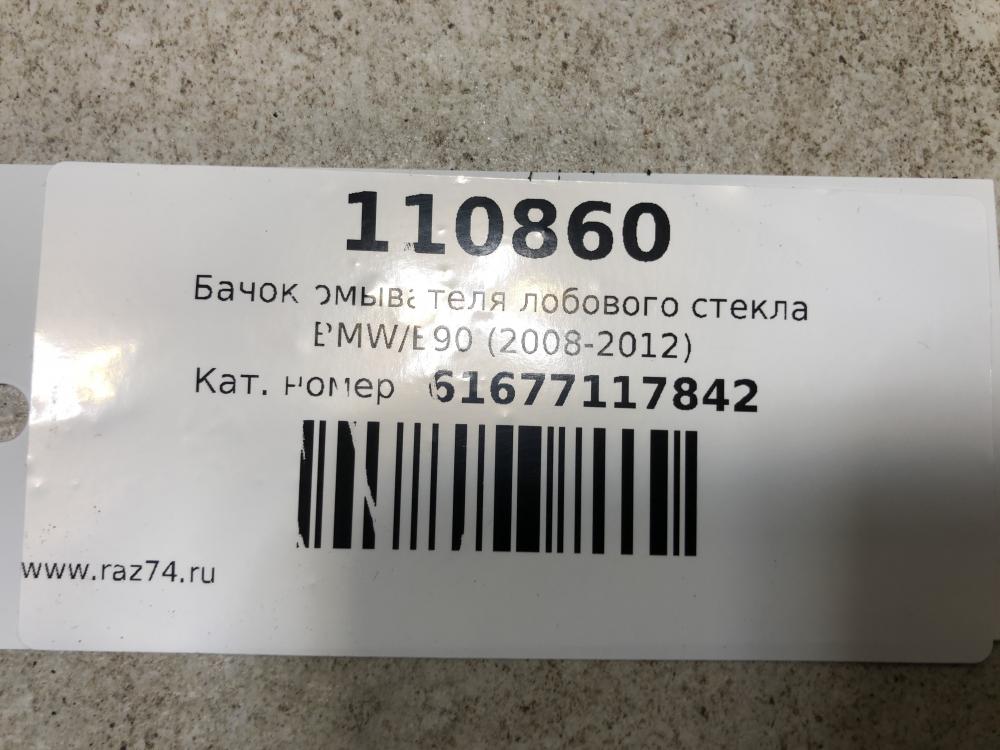 110860
Бачок омывателя лобового стекла
BMW/E90 (2008-2012)
Кат. номер 61677117842
www.raz74.ru